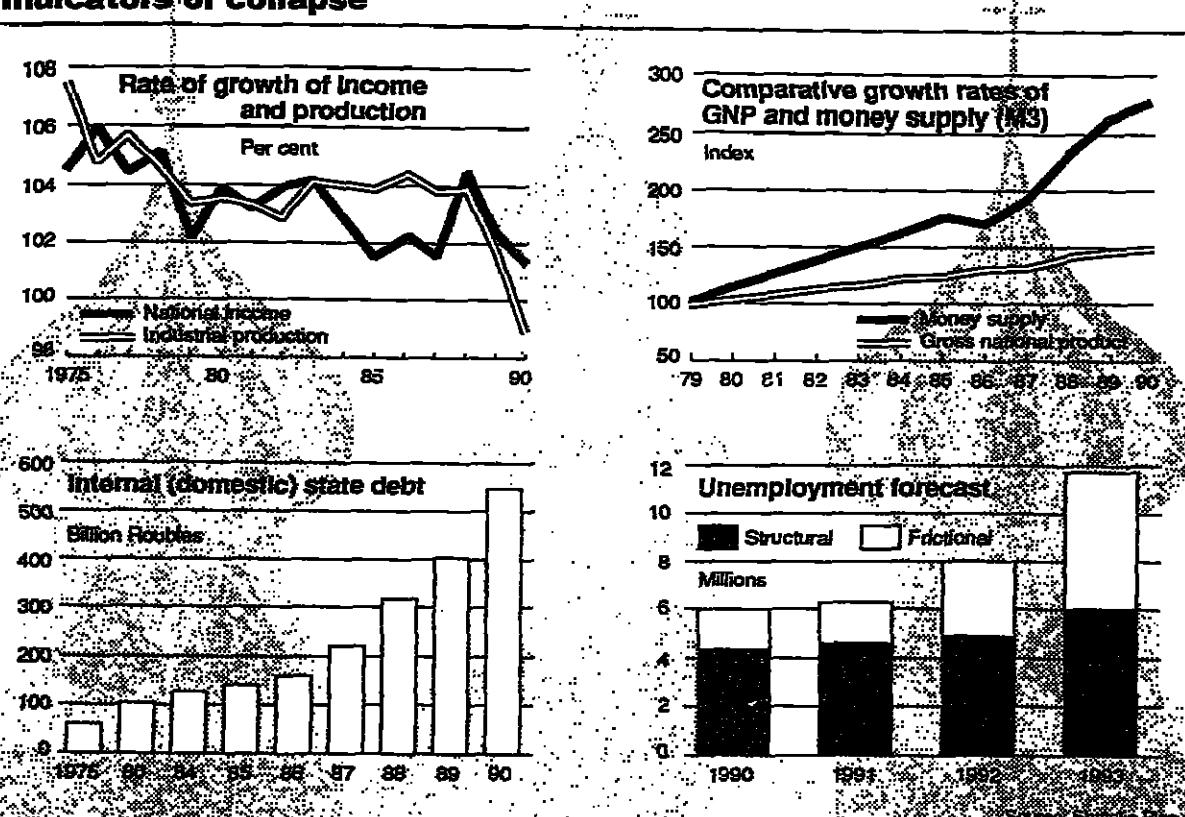 Indicators of collapse
Rate of growth of income
and production
Per cent
108
106
104
102
100
98
National income
Industrial production
1975 80 85 90
Comparative growth rates of
GNP and money supply (M3)
Index
300
250
200
150
100
50
Money supply
Gross national product
'79 80 81 82 83 84 85 86 87 88 89 90
Internal (domestic) state debt
Billion Roubles
600
500
400
300
200
100
0
1975 80 84 85 86 87 88 89 90
Unemployment forecast
Structural Frictional
Millions
12
10
8
6
4
2
0
1990 1991 1992 1993